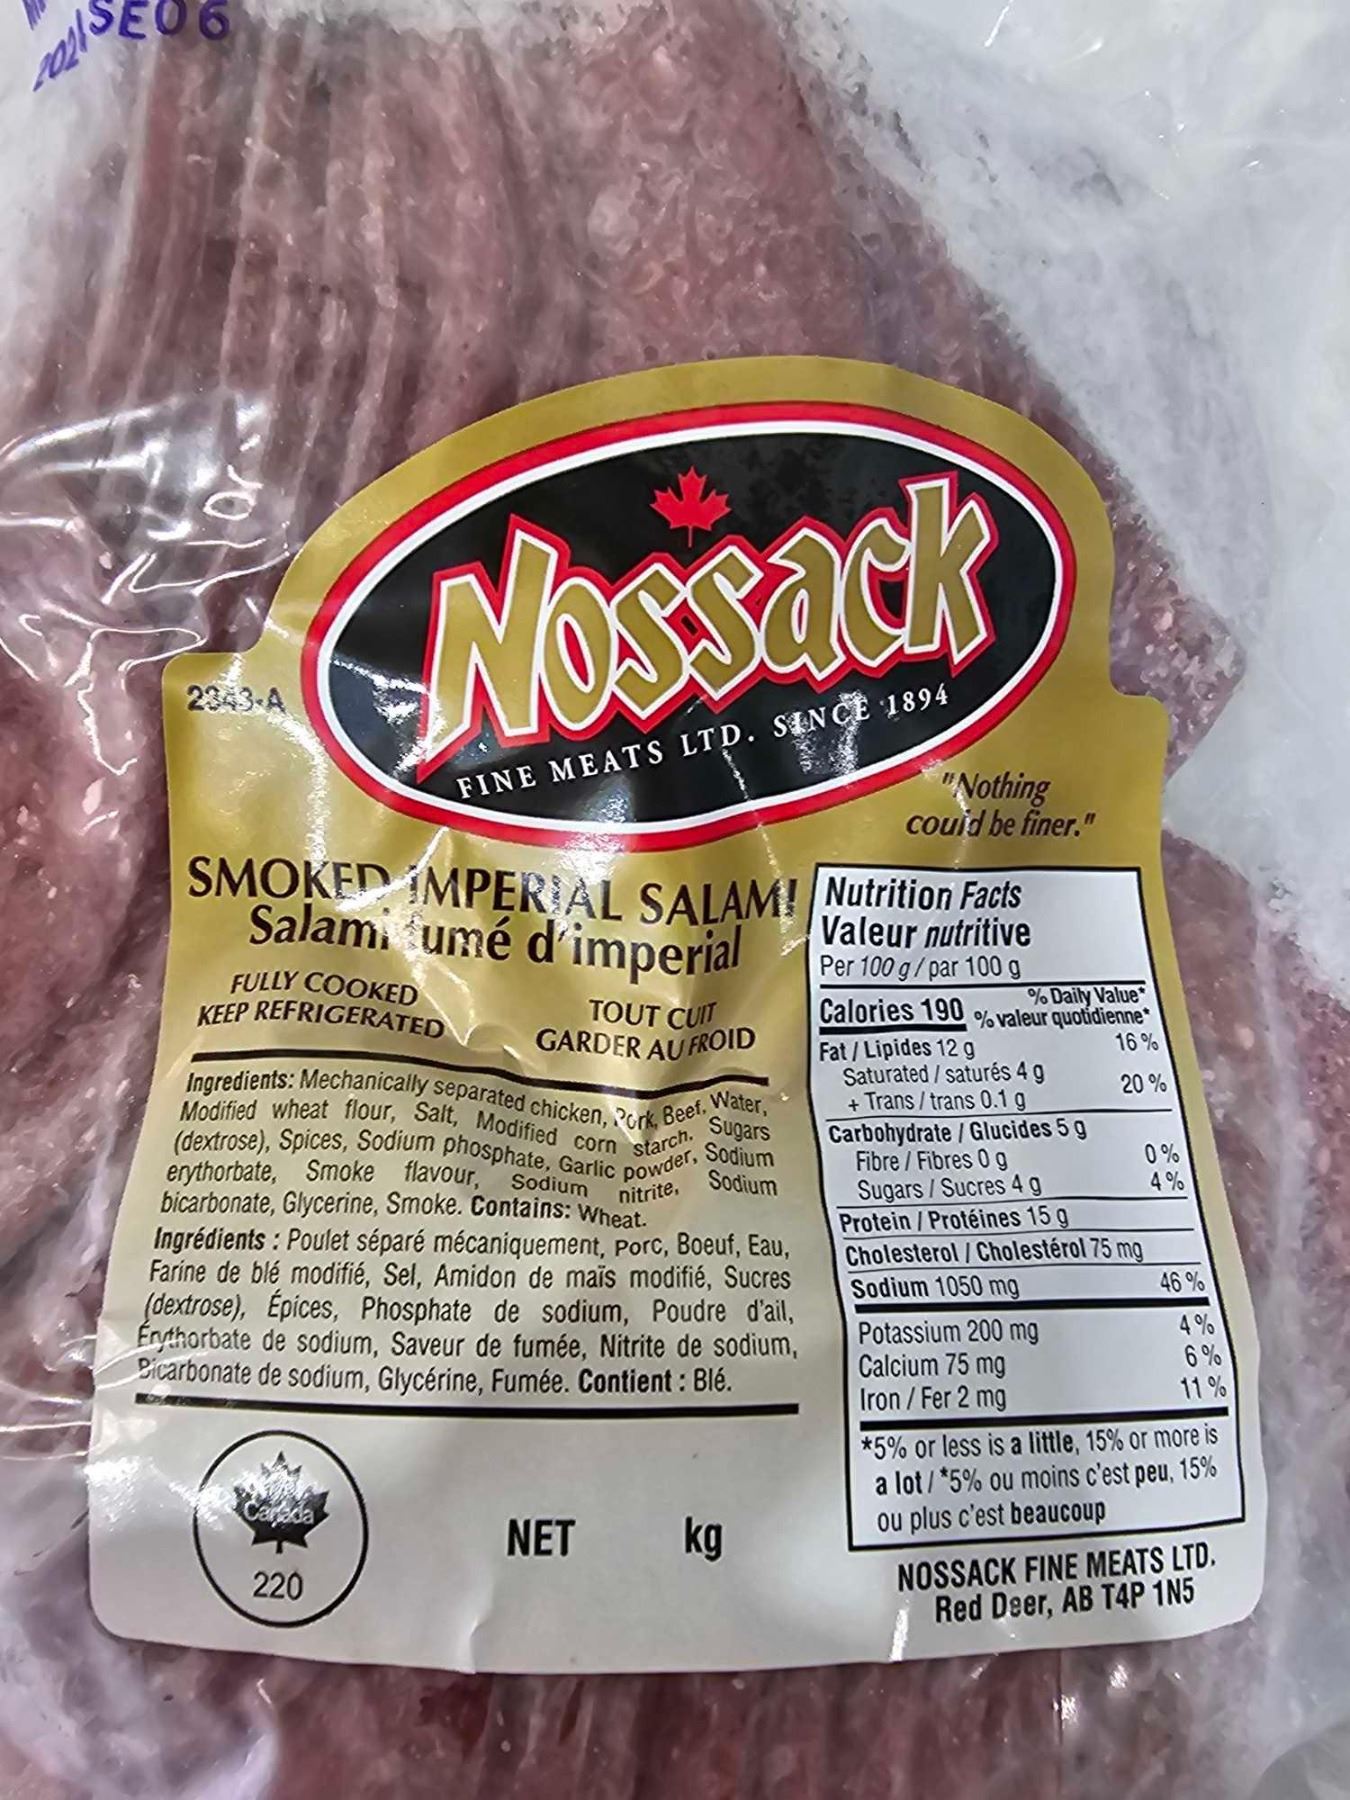 2021SE06
Nossack
FINE MEATS LTD. SINCE 1894
2343-A
"Nothing
could be finer."
SMOKED IMPERIAL SALAMI
Salami fumé d'imperial
FULLY COOKED
KEEP REFRIGERATED
TOUT CUIT
GARDER AU FROID
Ingredients: Mechanically separated chicken, Pork, Beef, Water,
Modified wheat flour, Salt, Modified corn starch, Sugars
(dextrose), Spices, Sodium phosphate, Garlic powder, Sodium
erythorbate, Smoke flavour, Sodium nitrite, Sodium
bicarbonate, Glycerine, Smoke. Contains: Wheat.
Ingrédients : Poulet séparé mécaniquement, Porc, Boeuf, Eau,
Farine de blé modifié, Sel, Amidon de maïs modifié, Sucres
(dextrose), Épices, Phosphate de sodium, Poudre d'ail,
Érythorbate de sodium, Saveur de fumée, Nitrite de sodium,
Bicarbonate de sodium, Glycérine, Fumée. Contient : Blé.
Canada
220
NET kg
Nutrition Facts
Valeur nutritive
Per 100 g / par 100 g
Calories 190
% Daily Value*
% valeur quotidienne*
Fat / Lipides 12 g 16 %
Saturated / saturés 4 g
+ Trans / trans 0.1 g 20 %
Carbohydrate / Glucides 5 g
Fibre / Fibres 0 g 0 %
Sugars / Sucres 4 g 4 %
Protein / Protéines 15 g
Cholesterol / Cholestérol 75 mg
Sodium 1050 mg 46 %
Potassium 200 mg 4 %
Calcium 75 mg 6 %
Iron / Fer 2 mg 11 %
*5% or less is a little, 15% or more is
a lot / *5% ou moins c'est peu, 15%
ou plus c'est beaucoup
NOSSACK FINE MEATS LTD.
Red Deer, AB T4P 1N5